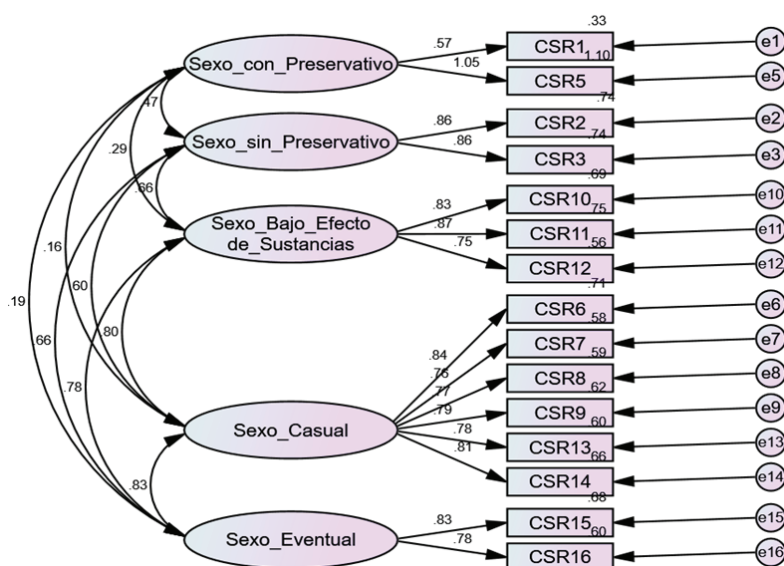 .33
.57
CSR1
e1
Sexo_con_Preservativo
1.10
1.05
CSR5
e5
.74
.47
.86
CSR2
e2
.29
Sexo_sin_Preservativo
.74
.86
CSR3
e3
.66
.69
.83
CSR10
e10
Sexo_Bajo_Efecto
de_Sustancias
.75
.87
CSR11
e11
.56
.75
CSR12
e12
.16
.71
.19
.60
CSR6
e6
.58
.80
.66
.84
CSR7
e7
.59
.76
.78
.77
CSR8
e8
.62
.79
CSR9
e9
.60
Sexo_Casual
.78
CSR13
e13
.66
.81
CSR14
e14
.83
.68
.83
CSR15
e15
Sexo_Eventual
.60
.78
CSR16
e16